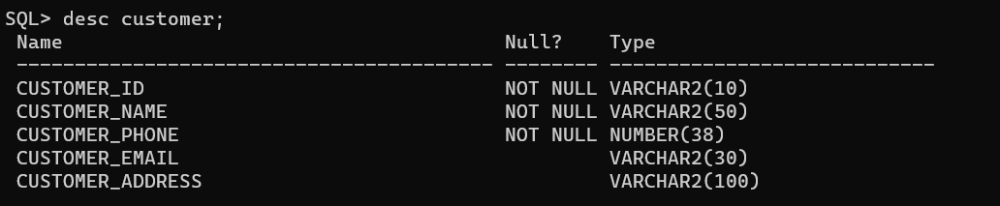 SQL> desc customer;
 Name                                      Null?    Type
 ----------------------------------------- -------- ----------------------------
 CUSTOMER_ID                               NOT NULL VARCHAR2(10)
 CUSTOMER_NAME                             NOT NULL VARCHAR2(50)
 CUSTOMER_PHONE                            NOT NULL NUMBER(38)
 CUSTOMER_EMAIL                                     VARCHAR2(30)
 CUSTOMER_ADDRESS                                   VARCHAR2(100)